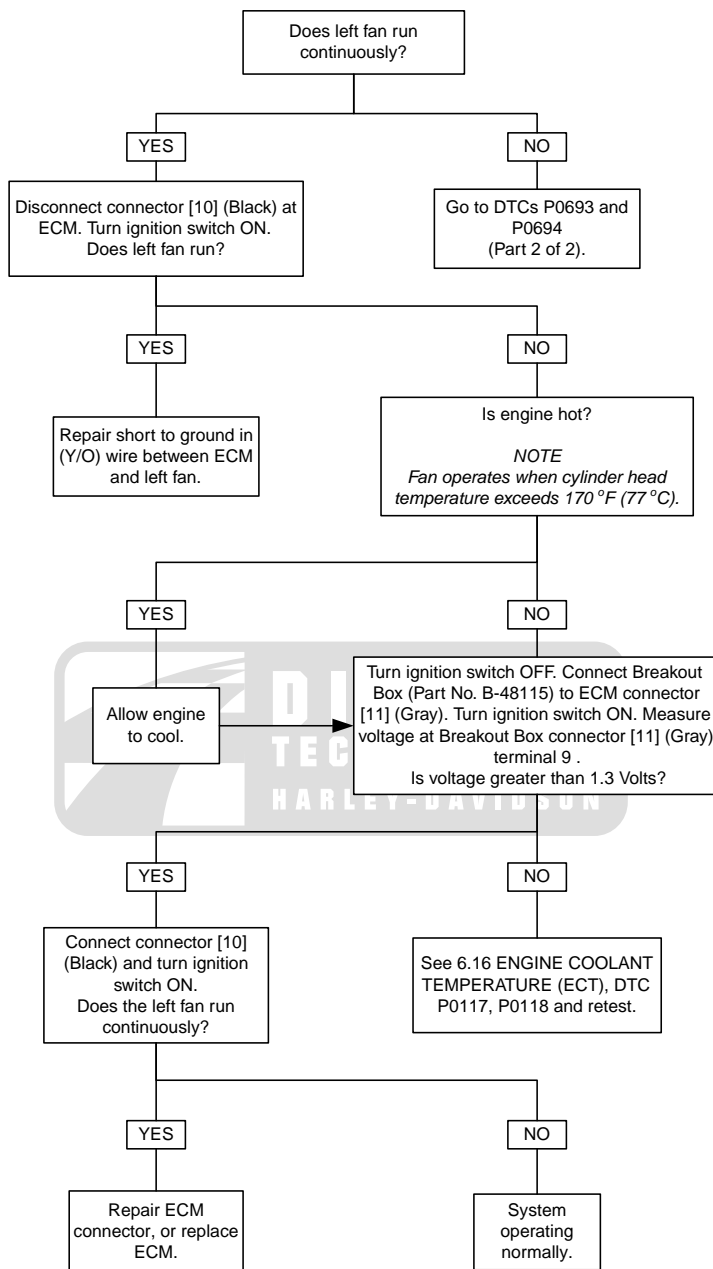 Does left fan run
continuously?
YES
NO
Disconnect connector [10] (Black) at
ECM. Turn ignition switch ON.
Does left fan run?
Go to DTCs P0693 and
P0694
(Part 2 of 2).
YES
NO
Repair short to ground in
(Y/O) wire between ECM
and left fan.
Is engine hot?
NOTE
Fan operates when cylinder head
temperature exceeds 170 °F (77 °C).
YES
NO
Allow engine
to cool.
Turn ignition switch OFF. Connect Breakout
Box (Part No. B-48115) to ECM connector
[11] (Gray). Turn ignition switch ON. Measure
voltage at Breakout Box connector [11] (Gray)
terminal 9 .
Is voltage greater than 1.3 Volts?
HARLEY-DAVIDSON
YES
NO
Connect connector [10]
(Black) and turn ignition
switch ON.
Does the left fan run
continuously?
See 6.16 ENGINE COOLANT
TEMPERATURE (ECT), DTC
P0117, P0118 and retest.
YES
NO
Repair ECM
connector, or replace
ECM.
System
operating
normally.